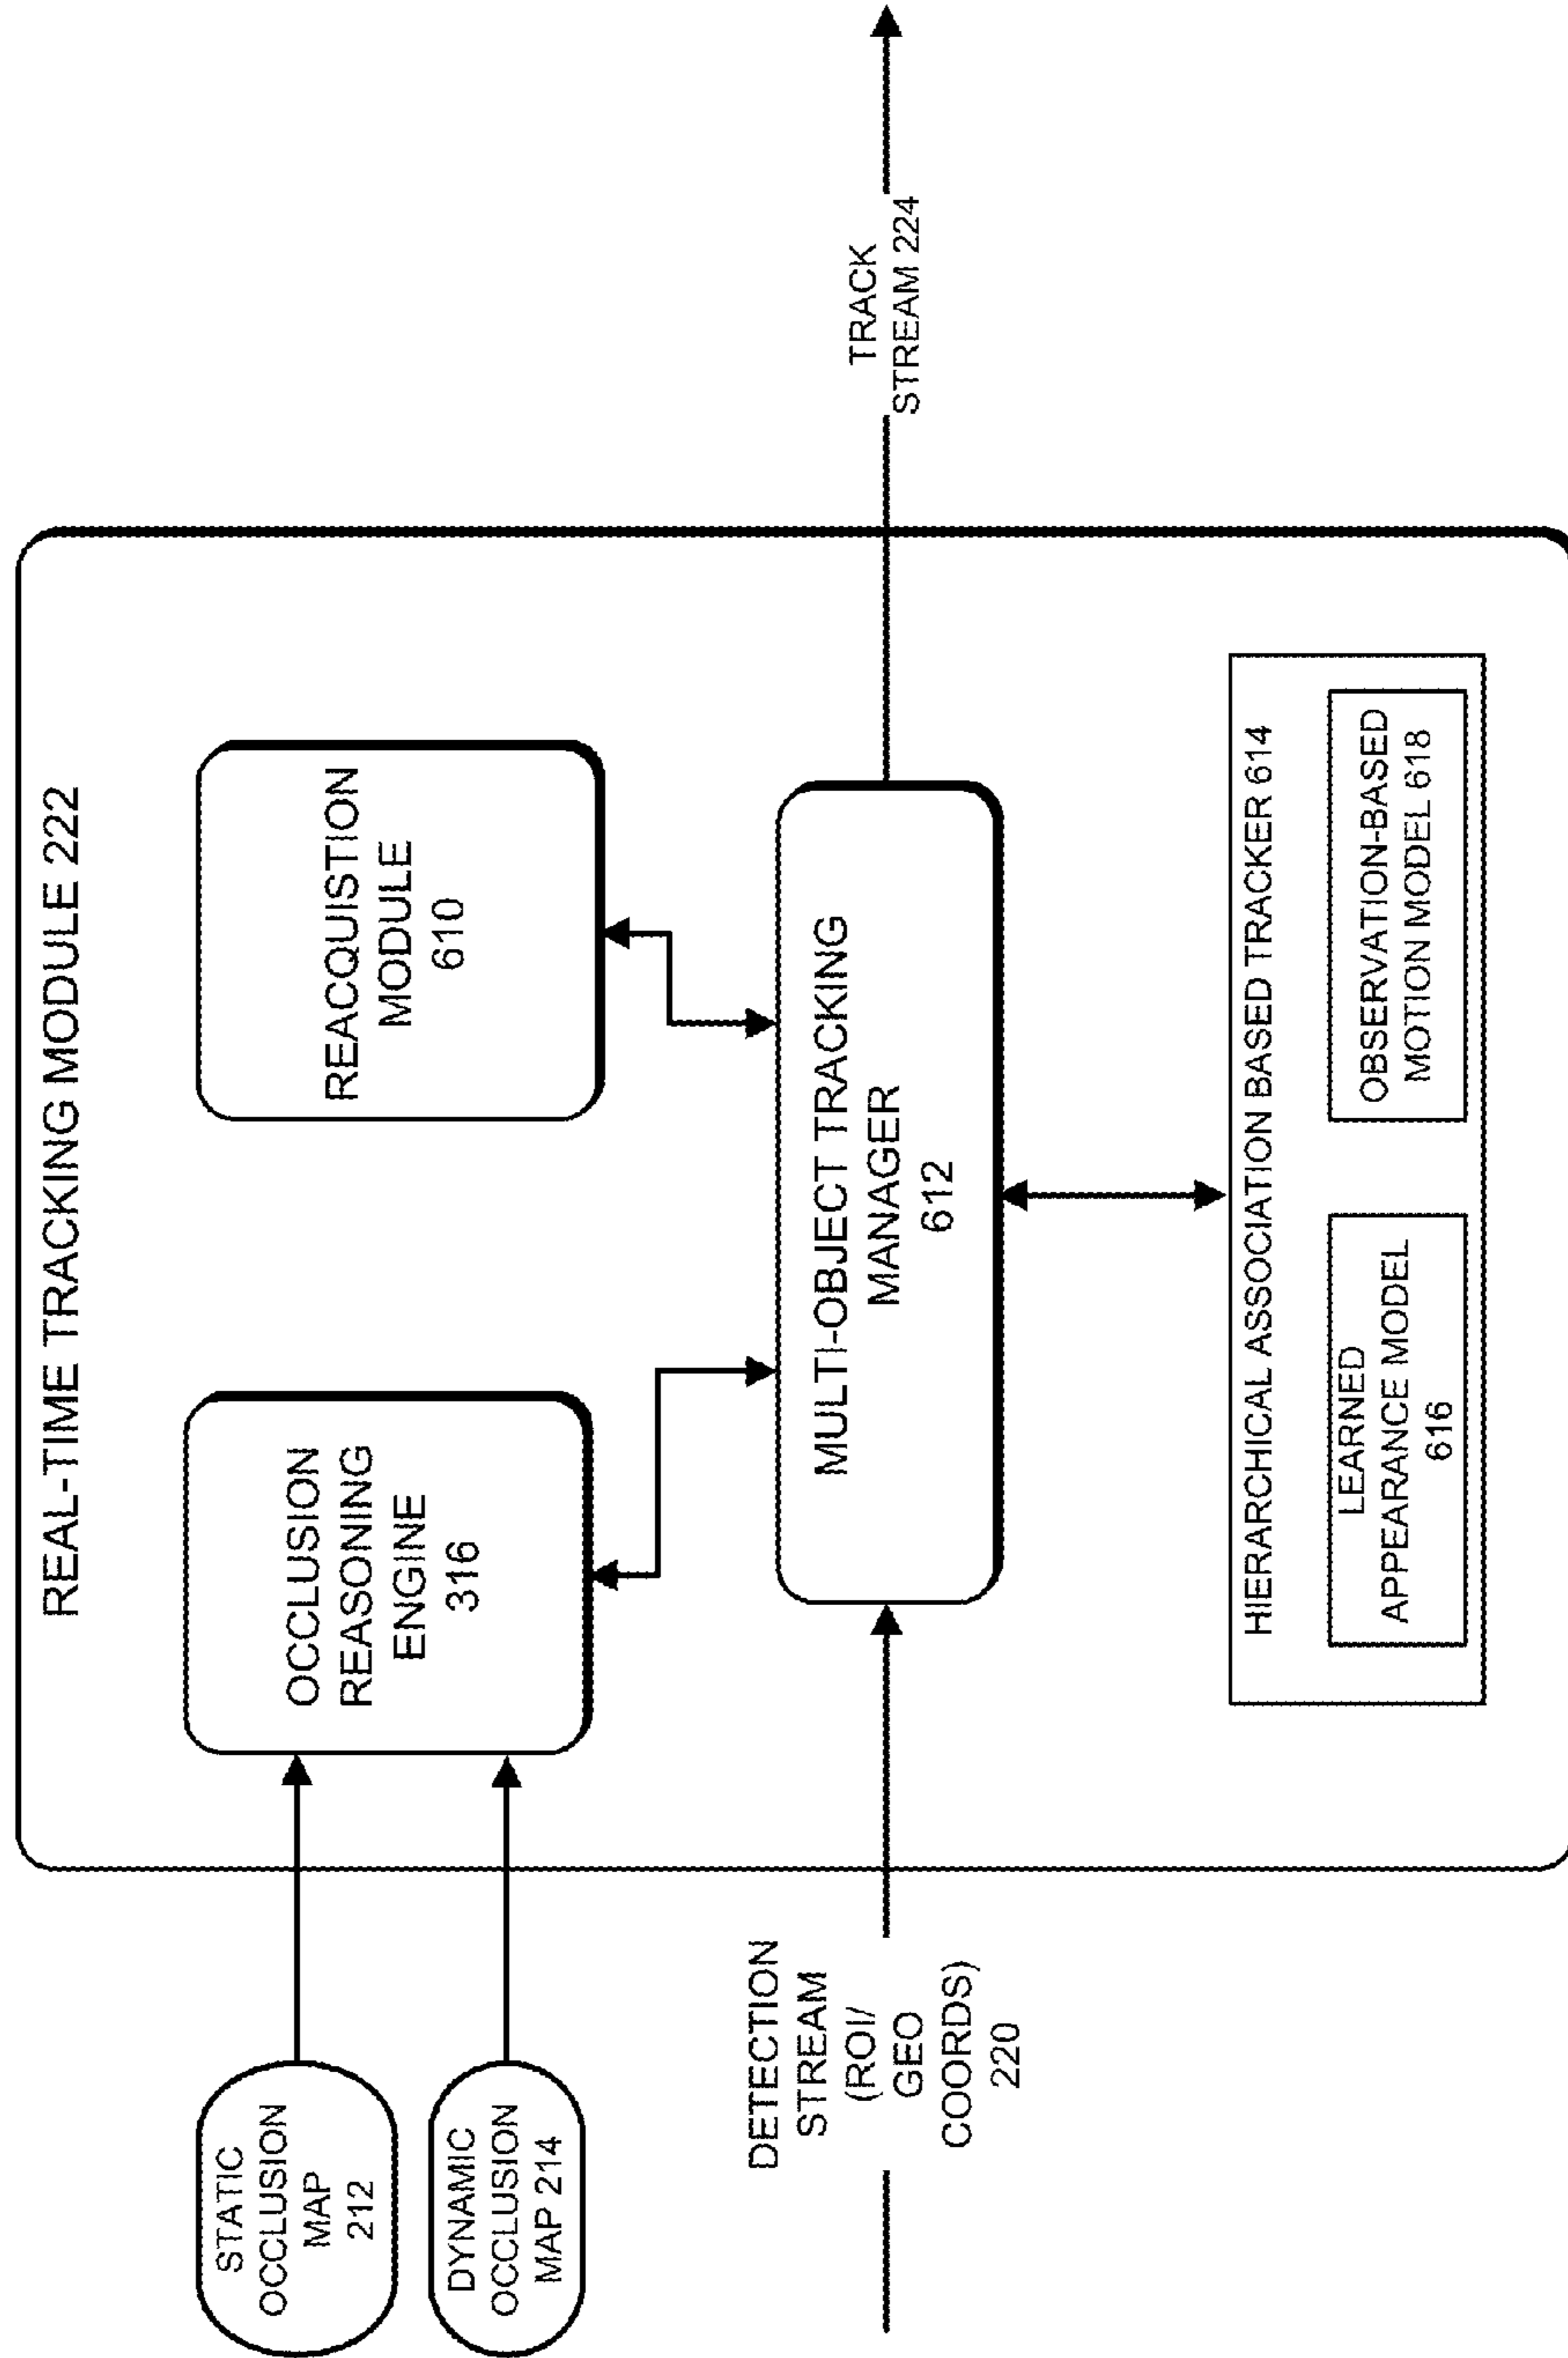 REAL-TIME TRACKING MODULE 222
STATIC
OCCLUSION
MAP
212
DYNAMIC
OCCLUSION
MAP 214
OCCLUSION
REASONING
ENGINE
316
REACQUISTION
MODULE
610
DETECTION
STREAM
(ROI/
GEO
COORDS)
220
MULTI-OBJECT TRACKING
MANAGER
612
TRACK
STREAM 224
HIERARCHICAL ASSOCIATION BASED TRACKER 614
LEARNED
APPEARANCE MODEL
616
OBSERVATION-BASED
MOTION MODEL 618